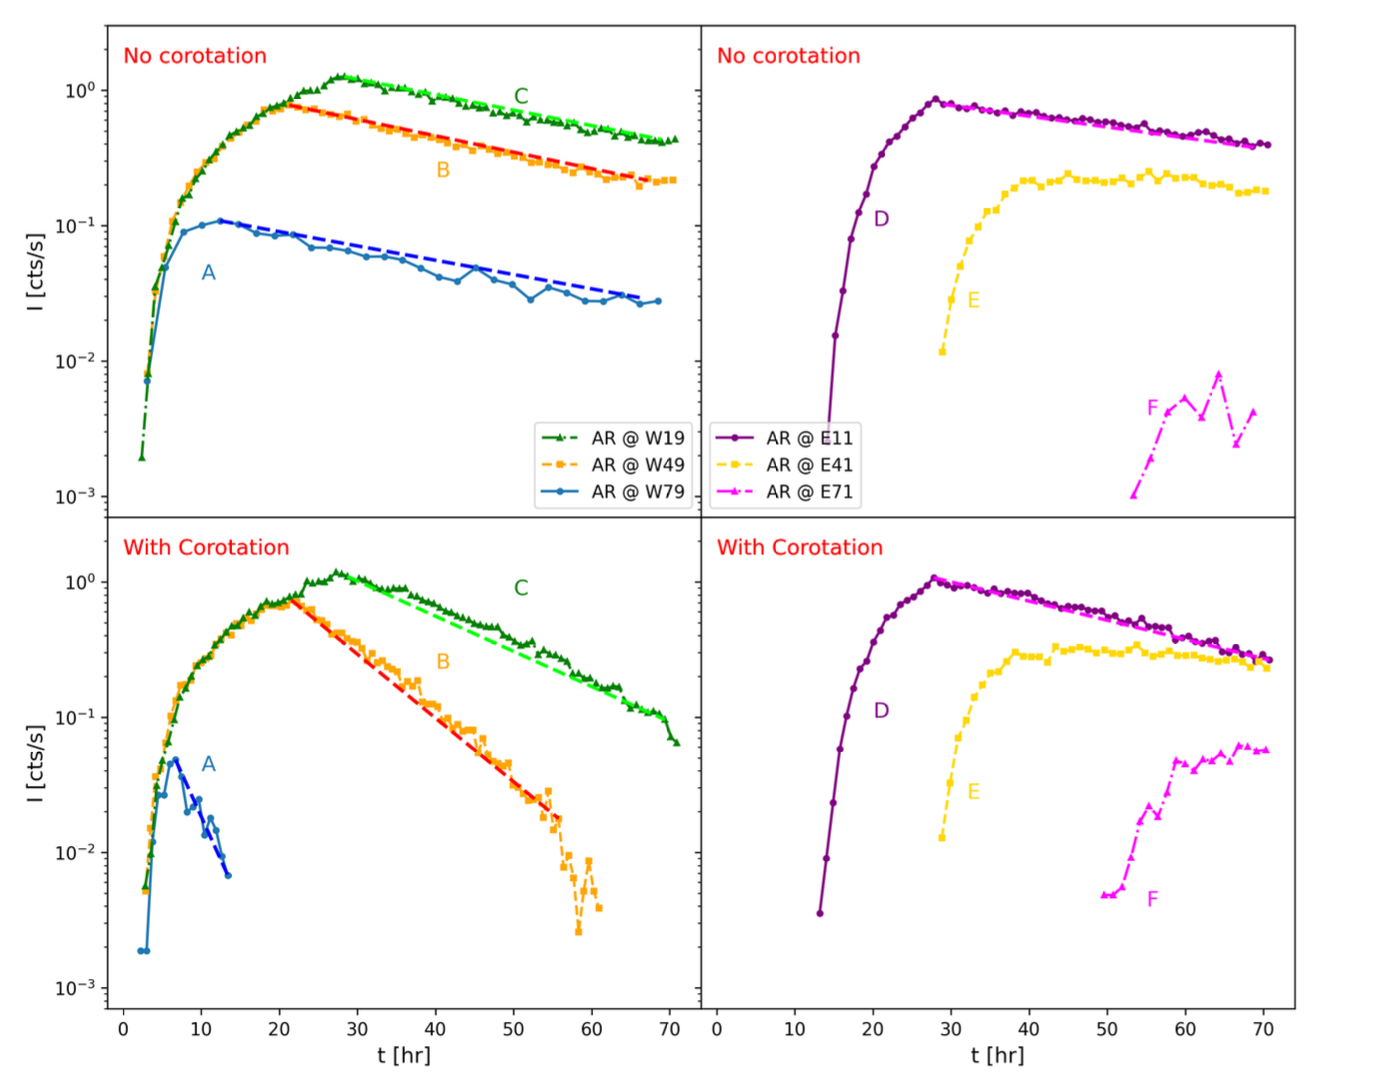 No corotation
C
B
A
I [cts/s]
10⁰
10⁻¹
10⁻²
10⁻³
AR @ W19
AR @ W49
AR @ W79
No corotation
D
E
F
AR @ E11
AR @ E41
AR @ E71
With Corotation
C
B
A
I [cts/s]
10⁰
10⁻¹
10⁻²
10⁻³
0 10 20 30 40 50 60 70
t [hr]
With Corotation
D
E
F
0 10 20 30 40 50 60 70
t [hr]